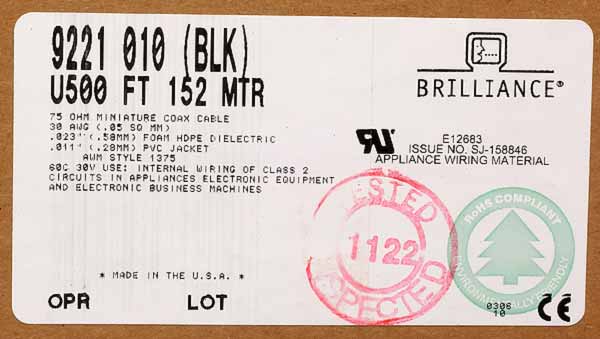 9221 010 (BLK)
U500 FT 152 MTR
75 OHM MINIATURE COAX CABLE
30 AWG (.05 SQ MM)
.023" (.58MM) FOAM HDPE DIELECTRIC
.011" (.28MM) PVC JACKET
AWM STYLE 1375
60C 30V USE: INTERNAL WIRING OF CLASS 2
CIRCUITS IN APPLIANCES ELECTRONIC EQUIPMENT
AND ELECTRONIC BUSINESS MACHINES
* MADE IN THE U.S.A. *
OPR LOT
BRILLIANCE®
E12683
ISSUE NO. SJ-158846
APPLIANCE WIRING MATERIAL
TESTED
1122
INSPECTED
RoHS COMPLIANT
ENVIRONMENTALLY FRIENDLY
0306
10
CE